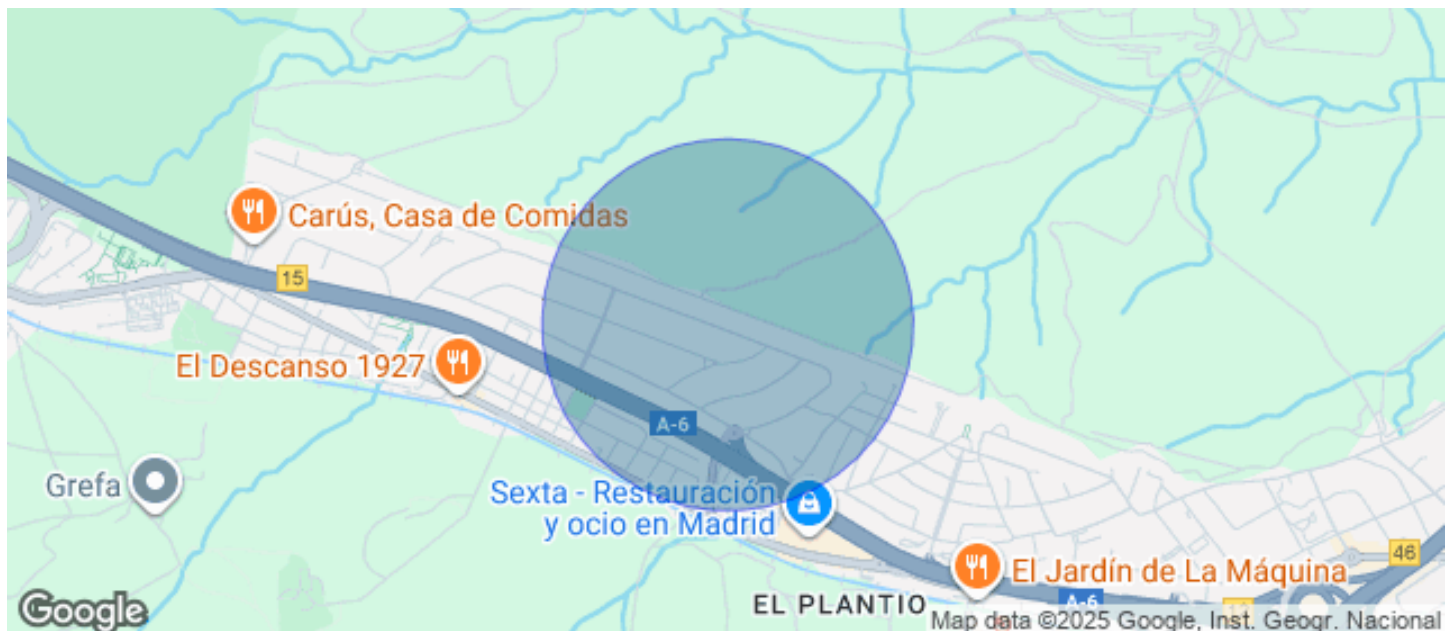 Carús, Casa de Comidas
15
El Descanso 1927
A-6
Grefa
Sexta - Restauración
y ocio en Madrid
46
El Jardín de La Máquina
EL PLANTIO
A-6
Google
Map data ©2025 Google, Inst. Geogr. Nacional